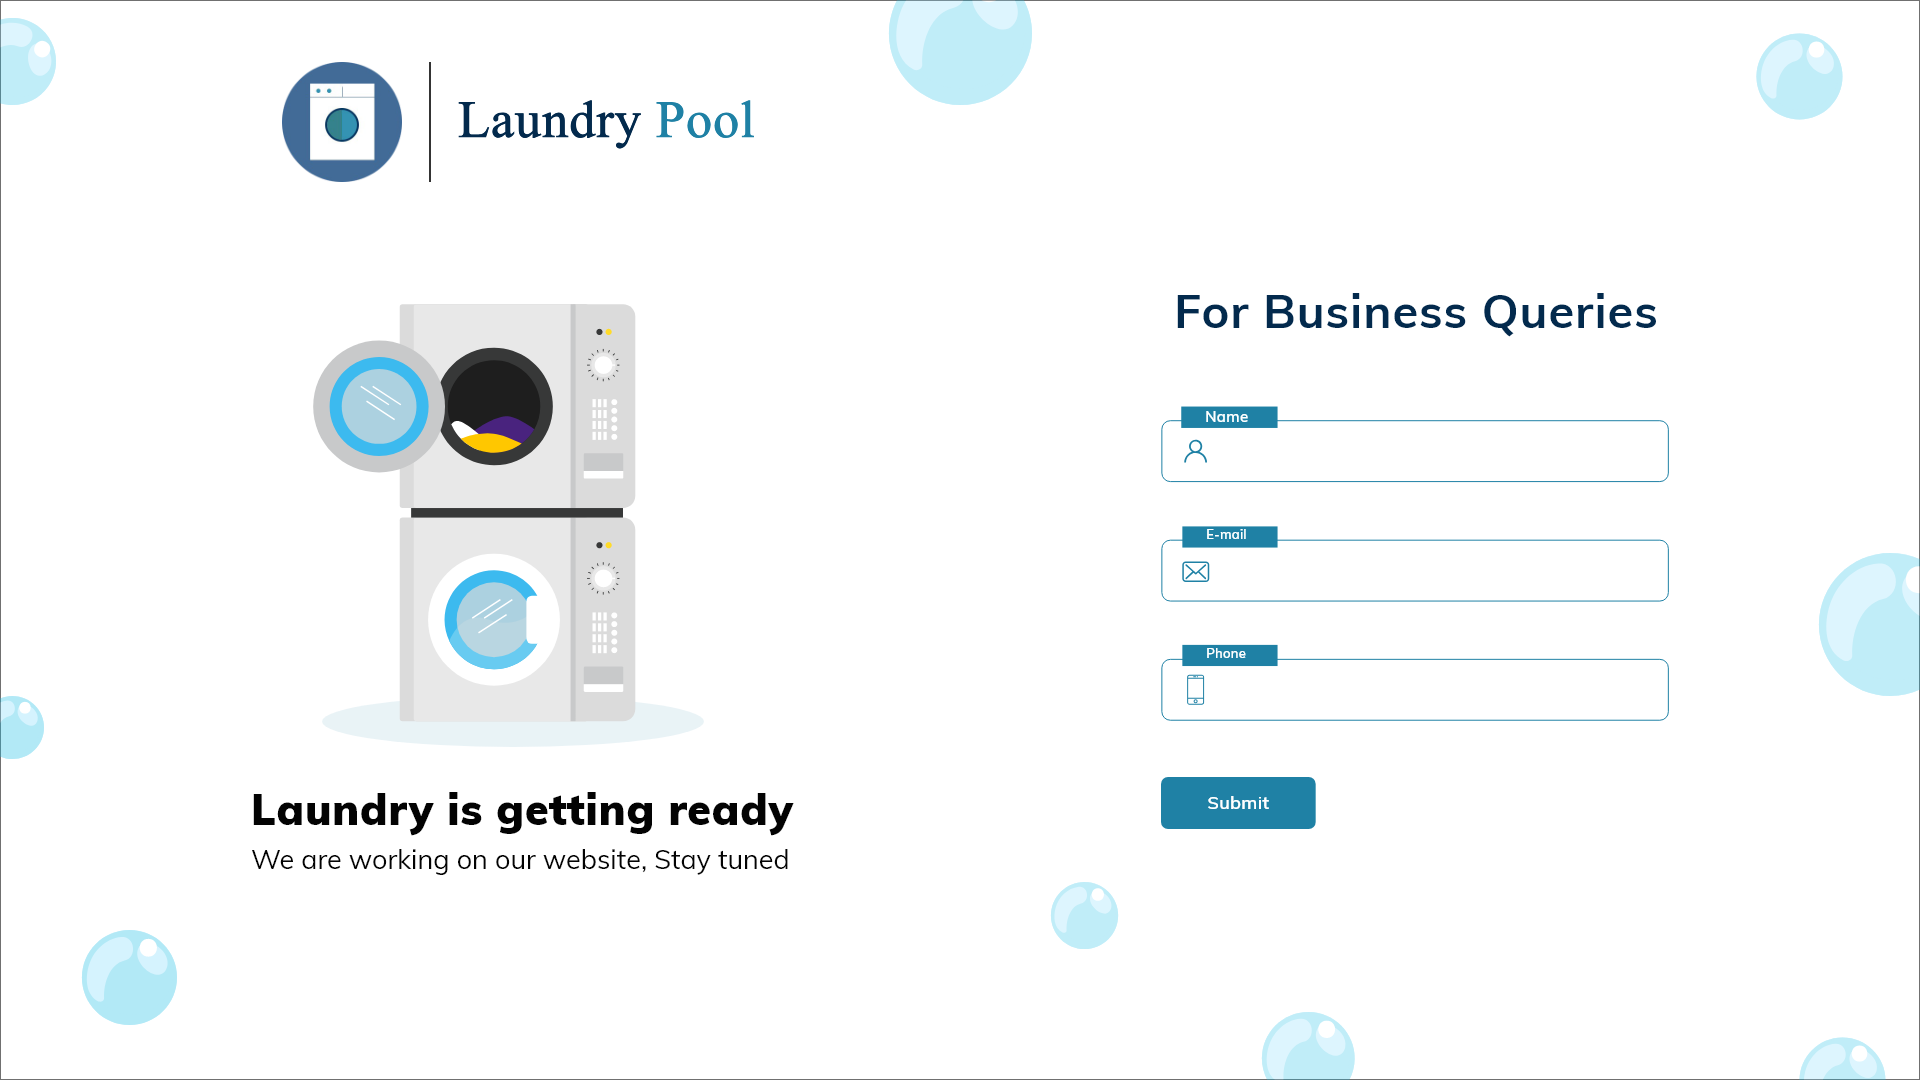 Laundry Pool
Laundry is getting ready
We are working on our website, Stay tuned
For Business Queries
Name
E-mail
Phone
Submit